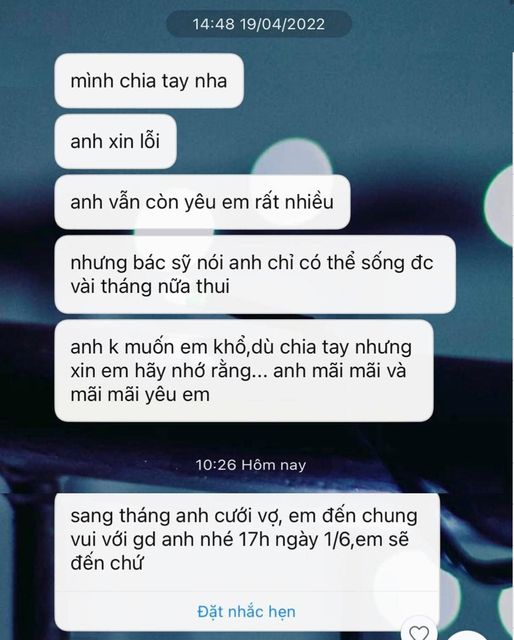 14:48 19/04/2022
mình chia tay nha
anh xin lỗi
anh vẫn còn yêu em rất nhiều
nhưng bác sỹ nói anh chỉ có thể sống đc
vài tháng nữa thui
anh k muốn em khổ,dù chia tay nhưng
xin em hãy nhớ rằng... anh mãi mãi và
mãi mãi yêu em
10:26 Hôm nay
sang tháng anh cưới vợ, em đến chung
vui với gd anh nhé 17h ngày 1/6,em sẽ
đến chứ
Đặt nhắc hẹn